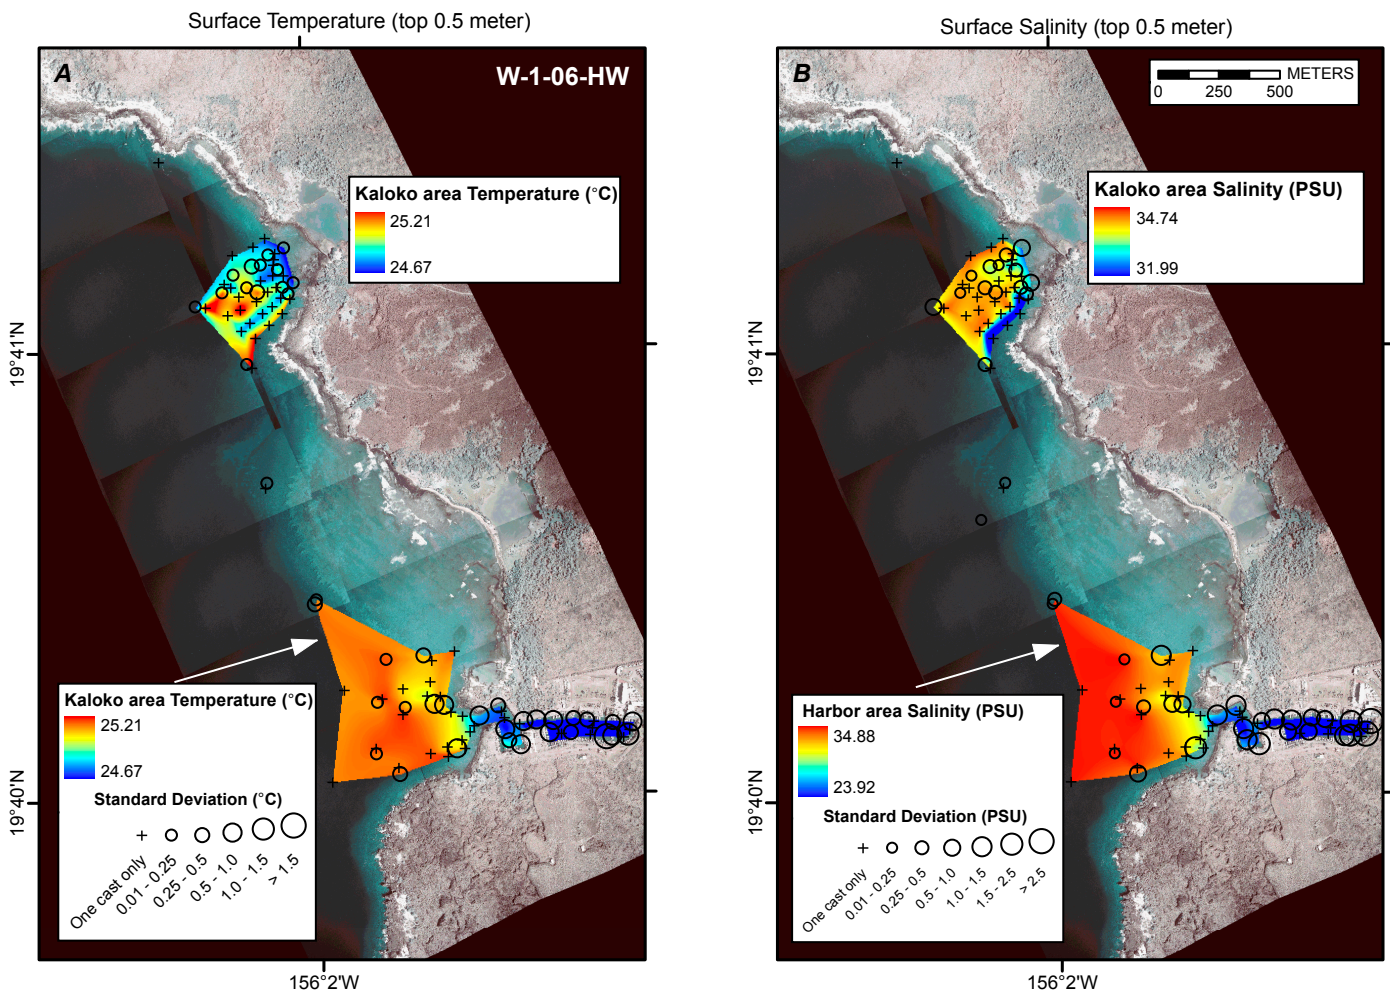 Surface Temperature (top 0.5 meter)
Surface Salinity (top 0.5 meter)
A
W-1-06-HW
Kaloko area Temperature (°C)
25.21
24.67
19°41'N
19°40'N
Kaloko area Temperature (°C)
25.21
24.67
Standard Deviation (°C)
One cast only
0.01 - 0.25
0.25 - 0.5
0.5 - 1.0
1.0 - 1.5
> 1.5
156°2'W
B
METERS
0 250 500
Kaloko area Salinity (PSU)
34.74
31.99
19°41'N
19°40'N
Harbor area Salinity (PSU)
34.88
23.92
Standard Deviation (PSU)
One cast only
0.01 - 0.25
0.25 - 0.5
0.5 - 1.0
1.0 - 1.5
1.5 - 2.5
> 2.5
156°2'W